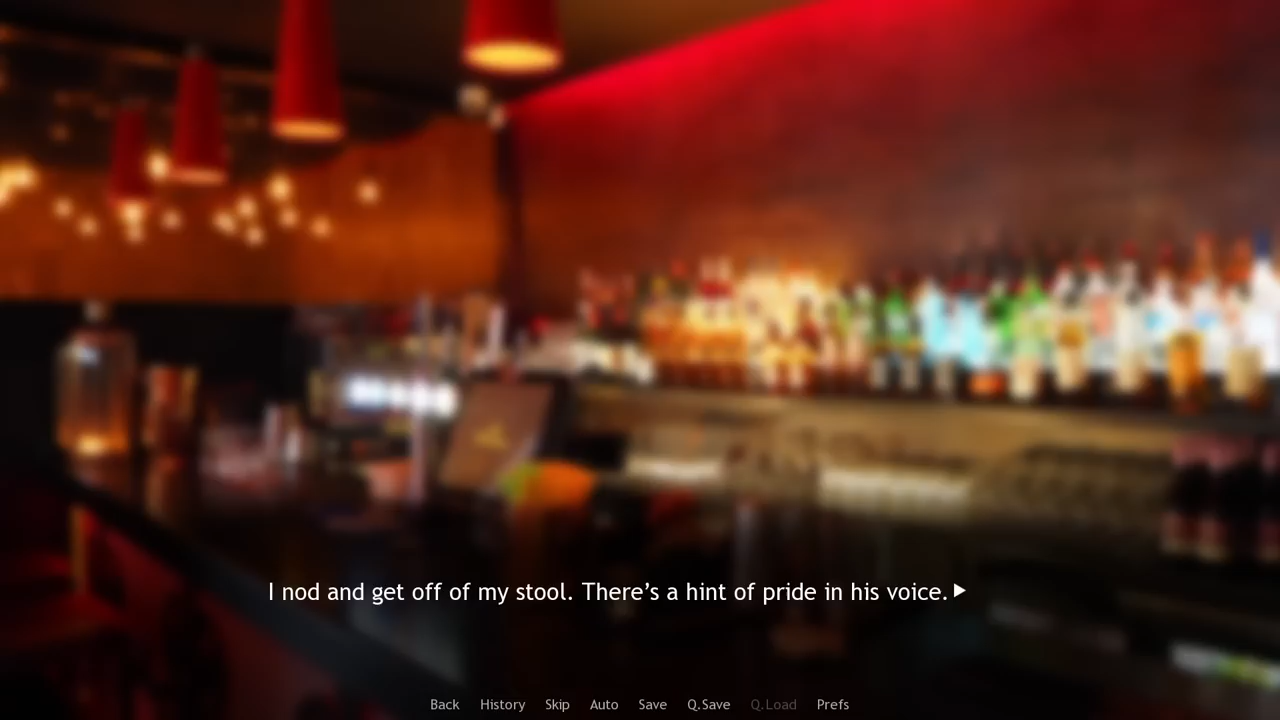 I nod and get off of my stool. There’s a hint of pride in his voice.
Back History Skip Auto Save Q.Save Q.Load Prefs